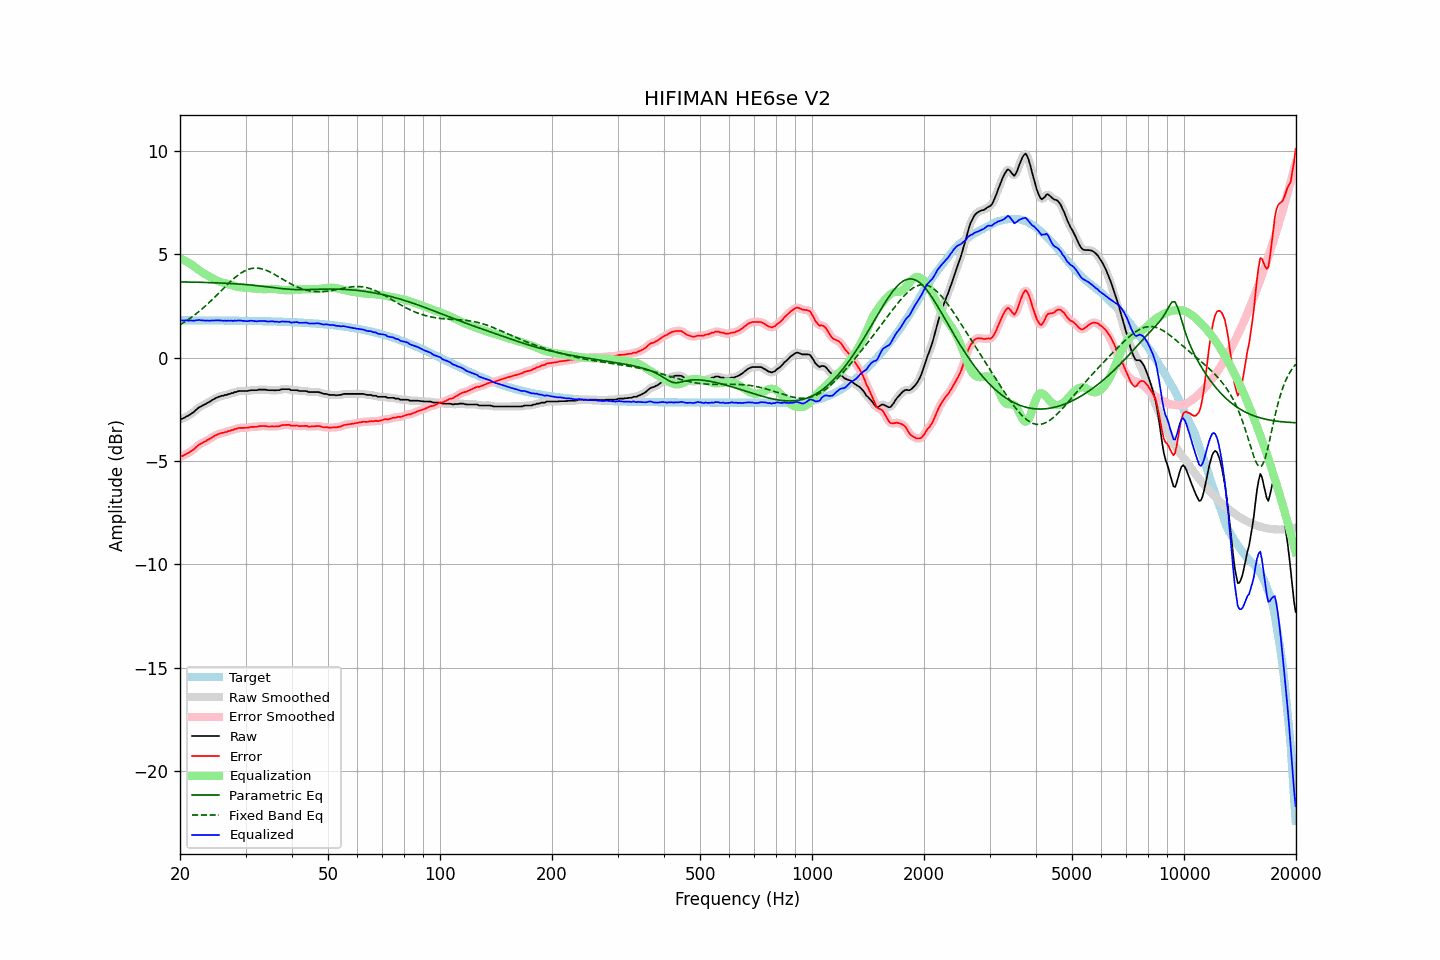 HIFIMAN HE6se V2
10
5
0
−5
−10
−15
−20
Amplitude (dBr)
Target
Raw Smoothed
Error Smoothed
Raw
Error
Equalization
Parametric Eq
Fixed Band Eq
Equalized
20 50 100 200 500 1000 2000 5000 10000 20000
Frequency (Hz)